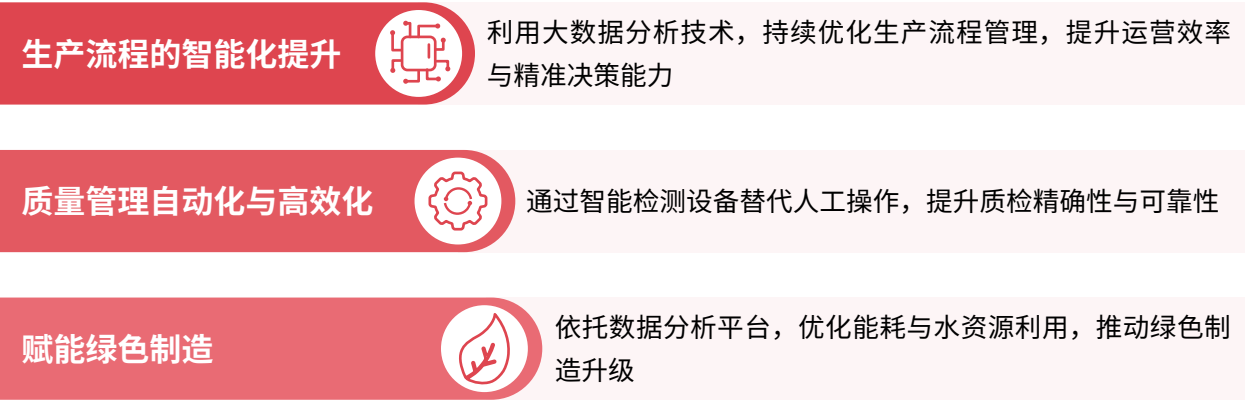 生产流程的智能化提升
利用大数据分析技术，持续优化生产流程管理，提升运营效率
与精准决策能力
质量管理自动化与高效化
通过智能检测设备替代人工操作，提升质检精确性与可靠性
赋能绿色制造
依托数据分析平台，优化能耗与水资源利用，推动绿色制
造升级